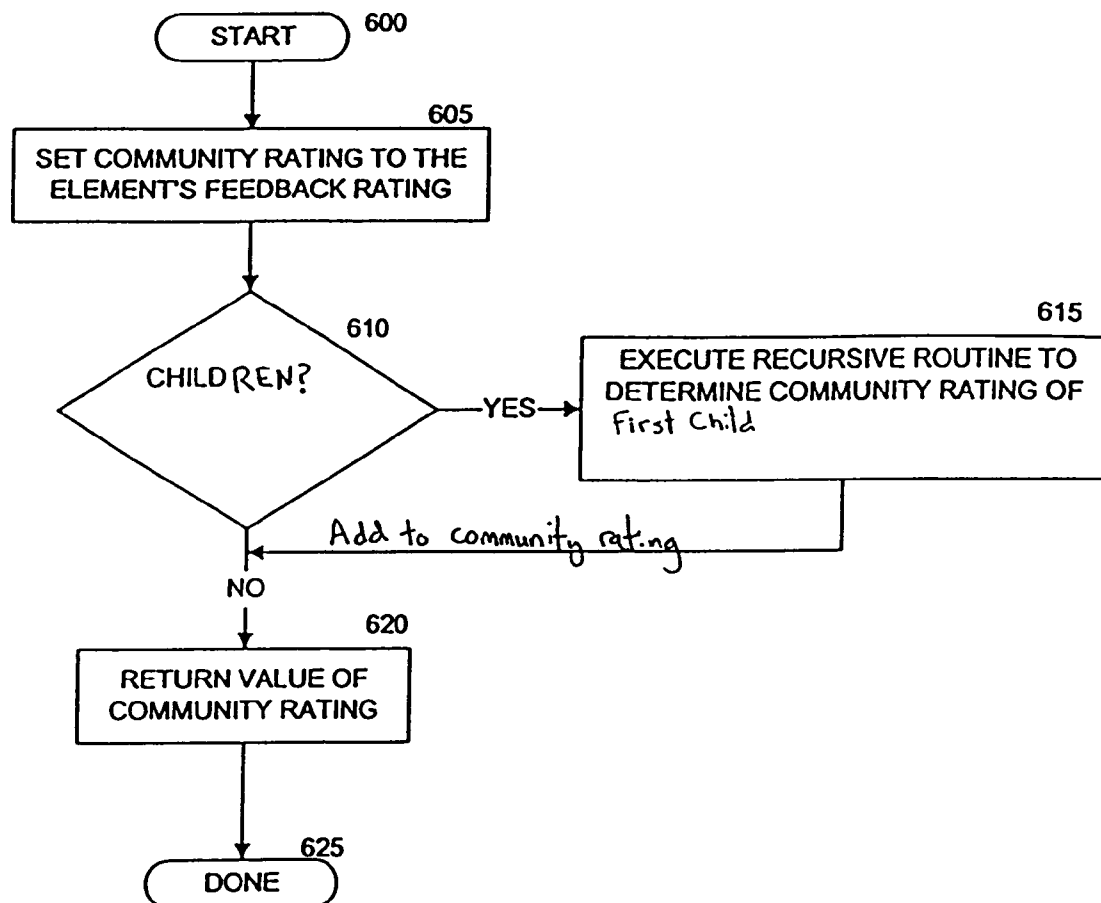 START
600
605
SET COMMUNITY RATING TO THE
ELEMENT'S FEEDBACK RATING
610
CHILDREN?
YES
615
EXECUTE RECURSIVE ROUTINE TO
DETERMINE COMMUNITY RATING OF
First Child
Add to community rating
NO
620
RETURN VALUE OF
COMMUNITY RATING
625
DONE